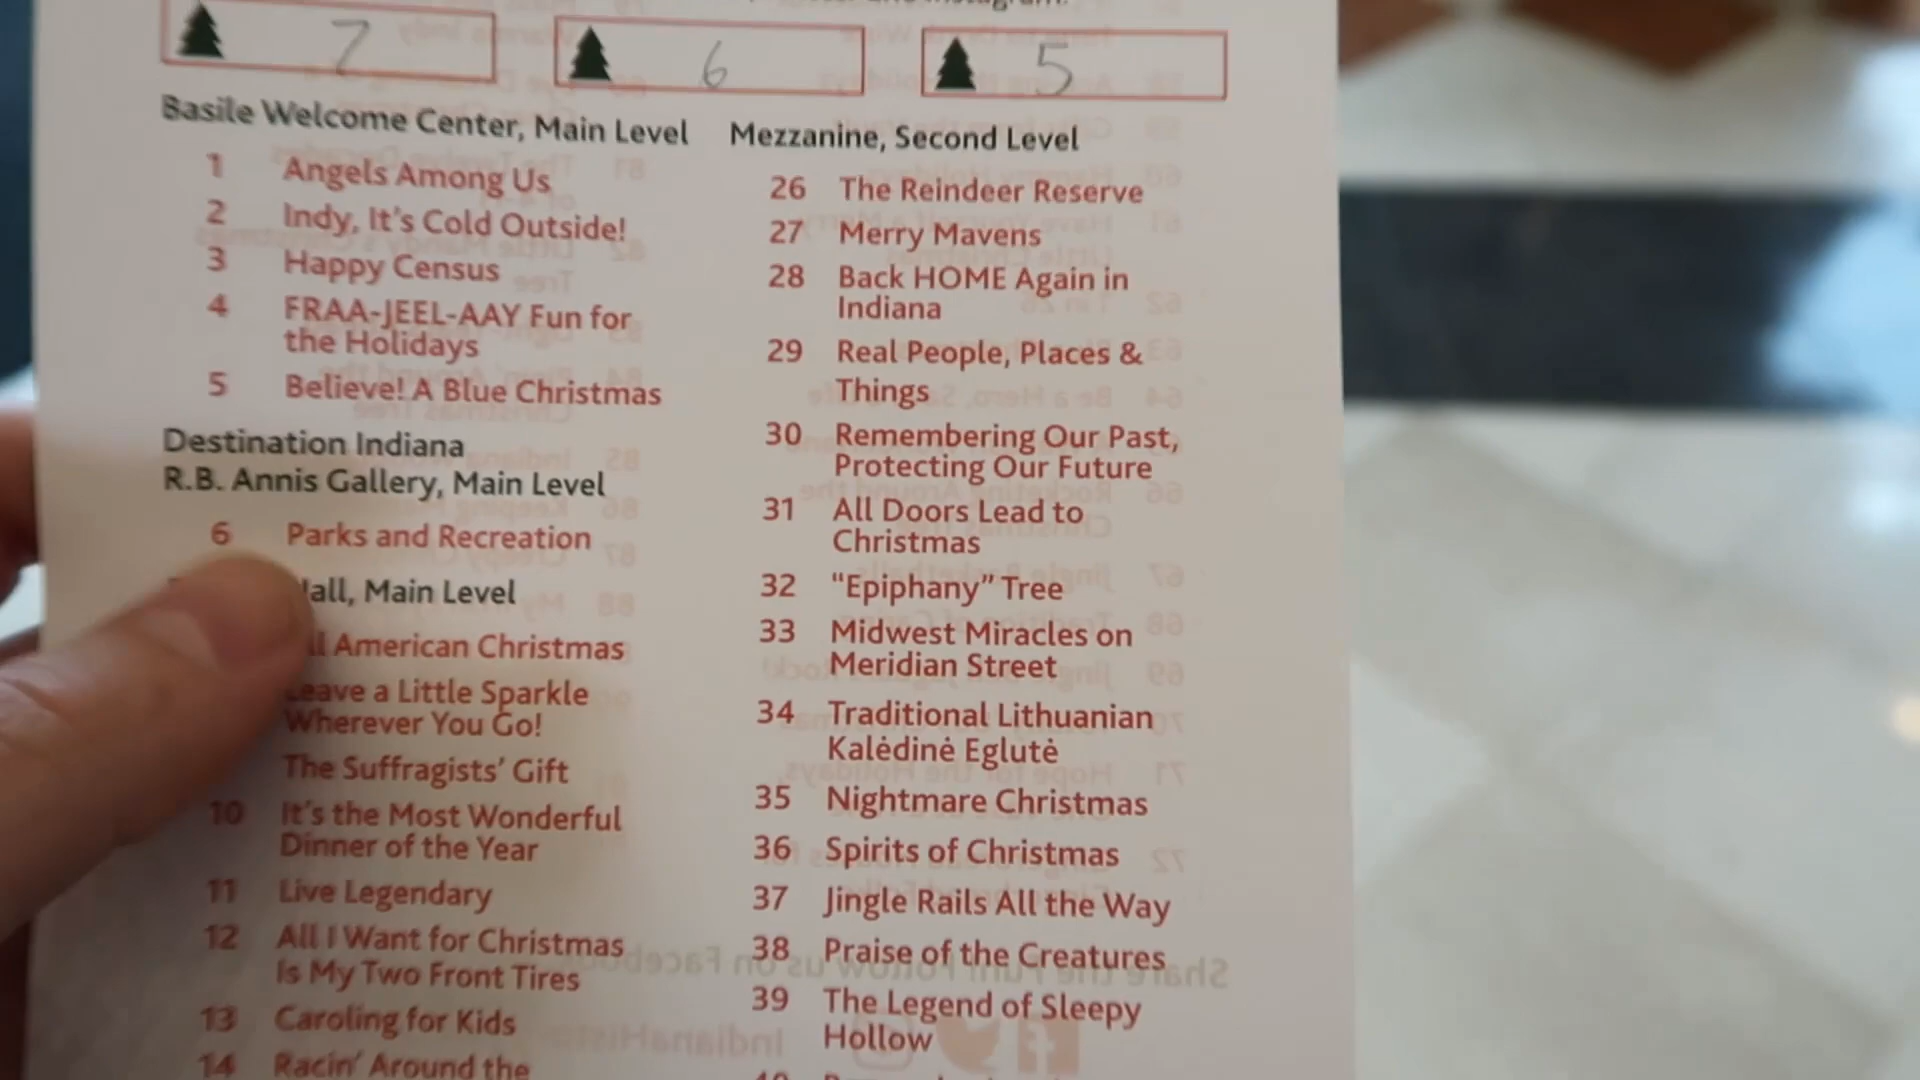 7
6
5
Basile Welcome Center, Main Level
1 Angels Among Us
2 Indy, It's Cold Outside!
3 Happy Census
4 FRAA-JEEL-AAY Fun for
the Holidays
5 Believe! A Blue Christmas
Destination Indiana
R.B. Annis Gallery, Main Level
6 Parks and Recreation
Main Level
American Christmas
a Little Sparkle
Wherever You Go!
The Suffragists' Gift
10 It's the Most Wonderful
Dinner of the Year
11 Live Legendary
12 All I Want for Christmas
Is My Two Front Tires
13 Caroling for Kids
14 Racin' Around the
Mezzanine, Second Level
26 The Reindeer Reserve
27 Merry Mavens
28 Back HOME Again in
Indiana
29 Real People, Places &
Things
30 Remembering Our Past,
Protecting Our Future
31 All Doors Lead to
Christmas
32 “Epiphany” Tree
33 Midwest Miracles on
Meridian Street
34 Traditional Lithuanian
Kalėdinė Eglutė
35 Nightmare Christmas
36 Spirits of Christmas
37 Jingle Rails All the Way
38 Praise of the Creatures
39 The Legend of Sleepy
Hollow